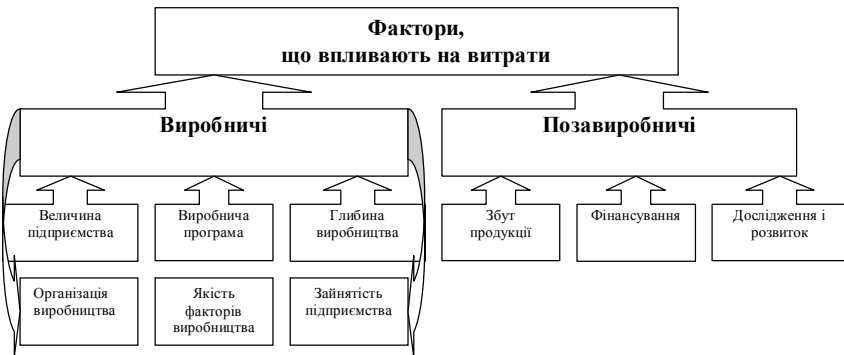 Фактори,
що впливають на витрати
Виробничі
Позавиробничі
Величина
підприємства
Виробнича
програма
Глибина
виробництва
Збут
продукції
Фінансування
Дослідження і
розвиток
Організація
виробництва
Якість
факторів
виробництва
Зайнятість
підприємства